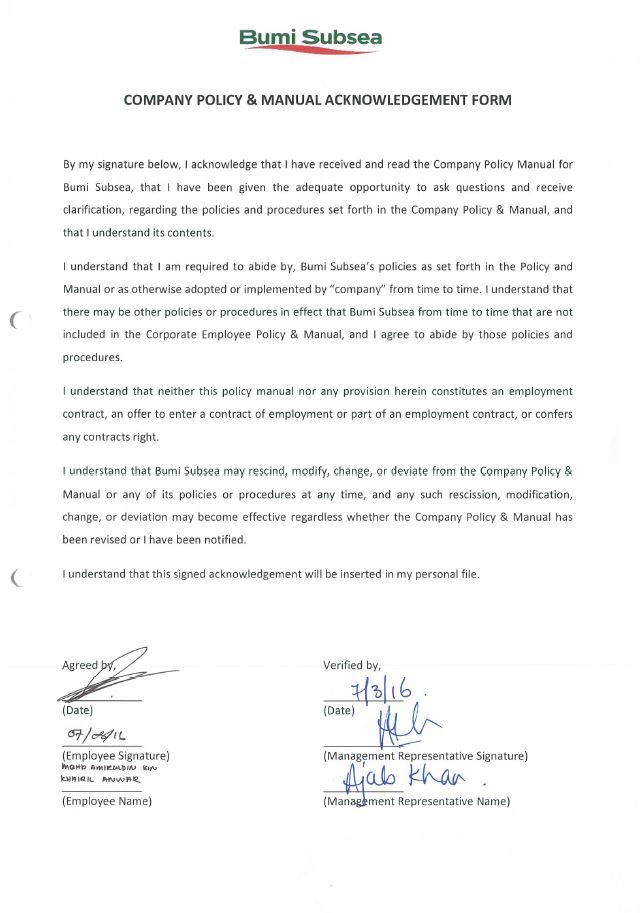 Bumi Subsea
COMPANY POLICY & MANUAL ACKNOWLEDGEMENT FORM
By my signature below, I acknowledge that I have received and read the Company Policy Manual for
Bumi Subsea, that I have been given the adequate opportunity to ask questions and receive
clarification, regarding the policies and procedures set forth in the Company Policy & Manual, and
that I understand its contents.
I understand that I am required to abide by, Bumi Subsea's policies as set forth in the Policy and
Manual or as otherwise adopted or implemented by "company" from time to time. I understand that
there may be other policies or procedures in effect that Bumi Subsea from time to time that are not
included in the Corporate Employee Policy & Manual, and I agree to abide by those policies and
procedures.
I understand that neither this policy manual nor any provision herein constitutes an employment
contract, an offer to enter a contract of employment or part of an employment contract, or confers
any contracts right.
I understand that Bumi Subsea may rescind, modify, change, or deviate from the Company Policy &
Manual or any of its policies or procedures at any time, and any such rescission, modification,
change, or deviation may become effective regardless whether the Company Policy & Manual has
been revised or I have been notified.
I understand that this signed acknowledgement will be inserted in my personal file.
Agreed by,
(Date)
(Employee Signature)
MOHD AMIRUDDIN BIN
KHAIRIL ANWAR
(Employee Name)
Verified by,
7/3/16 .
(Date)
(Management Representative Signature)
Ajab Khan .
(Management Representative Name)